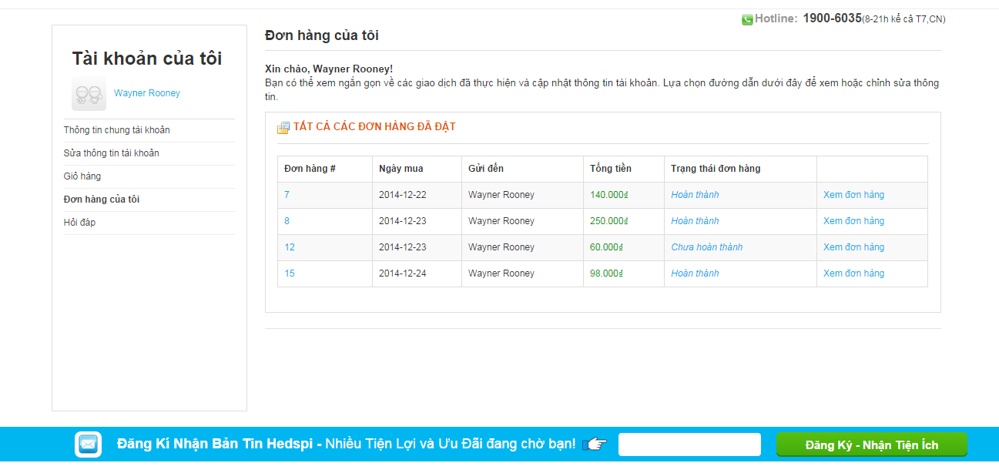 Hotline: 1900-6035(8-21h kể cả T7,CN)
Tài khoản của tôi
Wayner Rooney
Thông tin chung tài khoản
Sửa thông tin tài khoản
Giỏ hàng
Đơn hàng của tôi
Hỏi đáp
Đơn hàng của tôi
Xin chào, Wayner Rooney!
Bạn có thể xem ngắn gọn về các giao dịch đã thực hiện và cập nhật thông tin tài khoản. Lựa chọn đường dẫn dưới đây để xem hoặc chỉnh sửa thông
tin.
TẤT CẢ CÁC ĐƠN HÀNG ĐÃ ĐẶT
Đơn hàng # Ngày mua Gửi đến Tổng tiền Trạng thái đơn hàng
7 2014-12-22 Wayner Rooney 140.000₫ Hoàn thành Xem đơn hàng
8 2014-12-23 Wayner Rooney 250.000₫ Hoàn thành Xem đơn hàng
12 2014-12-23 Wayner Rooney 60.000₫ Chưa hoàn thành Xem đơn hàng
15 2014-12-24 Wayner Rooney 98.000₫ Hoàn thành Xem đơn hàng
Đăng Kí Nhận Bản Tin Hedspi - Nhiều Tiện Lợi và Ưu Đãi đang chờ bạn! Đăng Ký - Nhận Tiện Ích